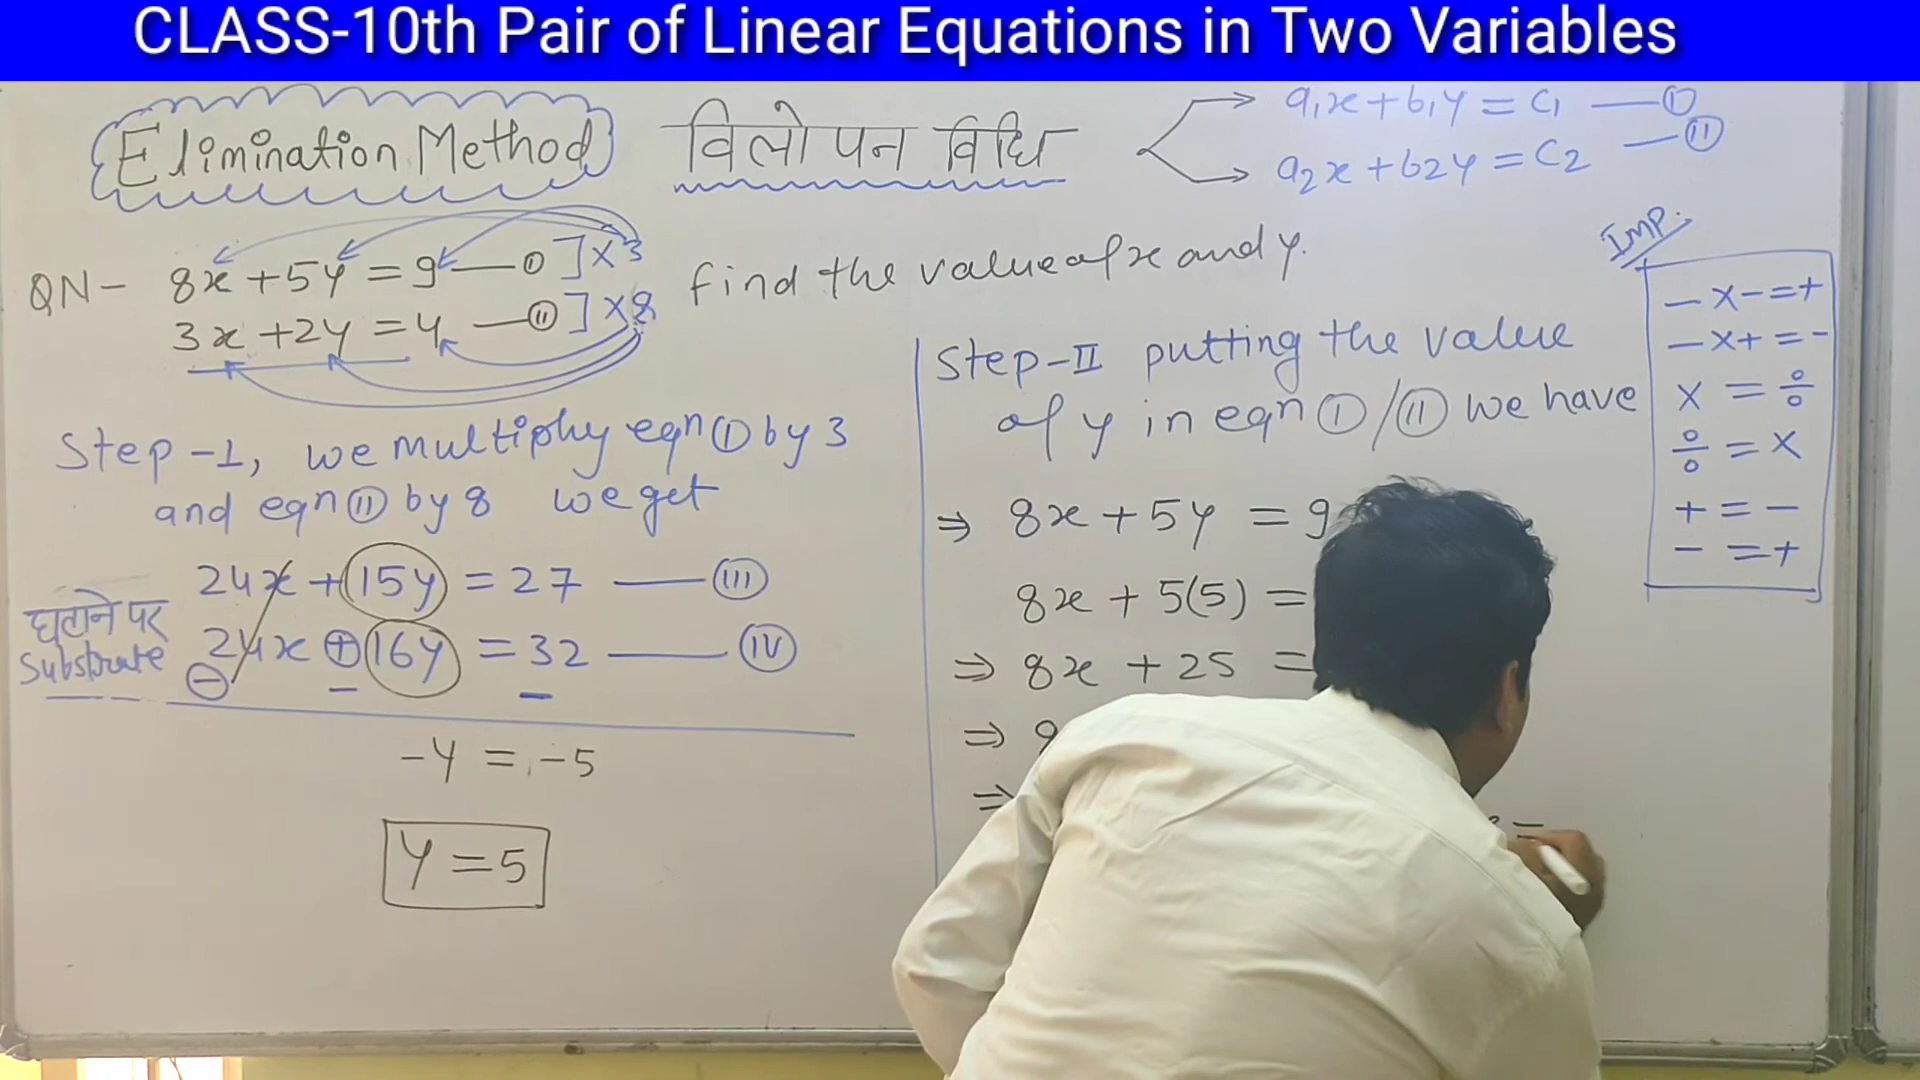 CLASS-10th Pair of Linear Equations in Two Variables
Elimination Method विलोपन विधि
a₁x + b₁y = c₁ — (I)
a₂x + b2y = C₂ — (II)
QN- 8x + 5y = 9 — (I) ] × 3
3x + 2y = 4 — (II) ] × 8
find the value of x and y.
Step-1, we multiply eqn (I) by 3
and eqn (II) by 8 we get
24x + 15y = 27 — (III)
घटाने पर
Substrate
24x + 16y = 32 — (IV)
(-) - -
-y = -5
y = 5
Step-II putting the value
of y in eqn (I)/(II) we have
⇒ 8x + 5y = 9
8x + 5(5) =
⇒ 8x + 25 =
⇒
⇒
=
IMP.
- × - = +
- × + = -
× = ÷
÷ = ×
+ = -
- = +